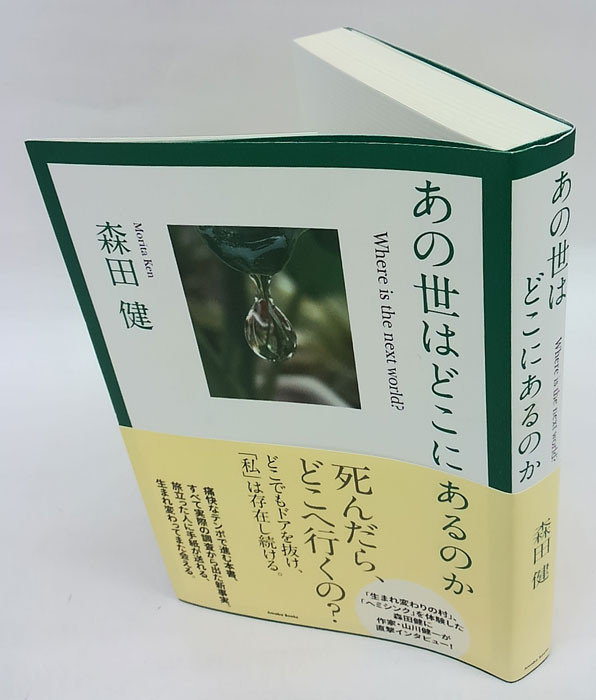 あの世はどこにあるのか
Where is the next world?
Morita Ken
森田 健
死んだら、
どこへ行くの?
どこでもドアを抜け、
「私」は存在し続ける。
痛快なテンポで進む本書。
すべて実際の調査から出た新事実。
旅立った人に手紙が送れる。
生まれ変わってまた会える。
「生まれ変わりの村」、
「ヘミシンク」を体験した
森田健に
作家・山川健一が
直撃インタビュー!
あの世は
どこにあるのか
Where is the next world?
森田 健